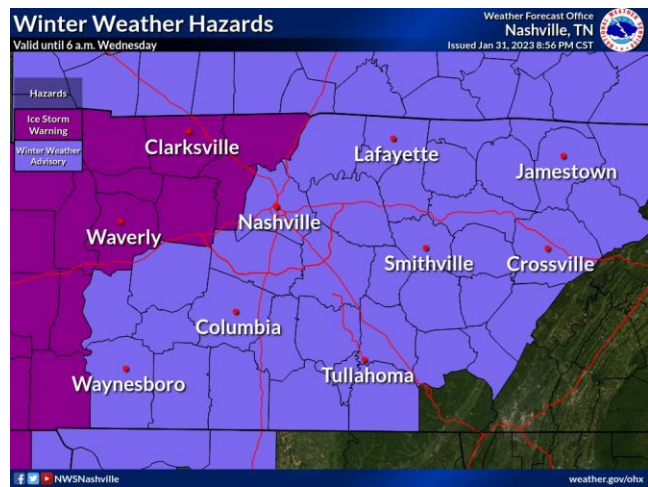 Winter Weather Hazards
Valid until 6 a.m. Wednesday
Weather Forecast Office
Nashville, TN
Issued Jan 31, 2023 8:56 PM CST
Hazards
Ice Storm
Warning
Winter Weather
Advisory
Clarksville
Lafayette
Jamestown
Waverly
Nashville
Smithville
Crossville
Columbia
Waynesboro
Tullahoma
NWSNashville
weather.gov/ohx